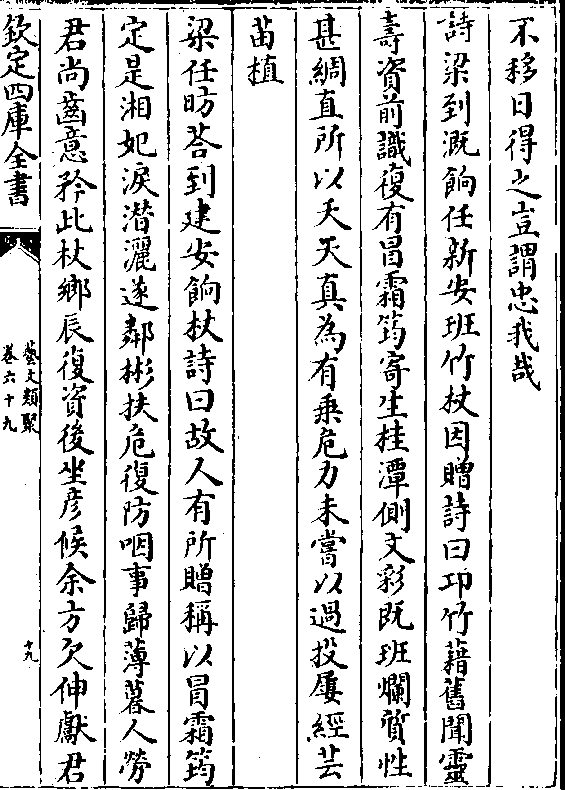 不移日得之豈謂忠我哉
詩梁到溉餉任新安班竹杖因贈詩曰邛竹藉舊聞靈
壽資前識復有冒霜筠寄生桂潭側文彩既班爛質性
甚綢直所以夭天真為有乗危力未嘗以過投屢經芸
苗植
梁任昉荅到建安餉杖詩曰故人有所贈稱以冒霜筠
定是湘妃淚潛灑遂鄰彬扶危復防咽事歸薄暮人勞
君尚齒意矜此杖鄉辰復資後坐彦候余方欠伸獻君
欽定四庫全書
藝文類聚
卷六十九
十九